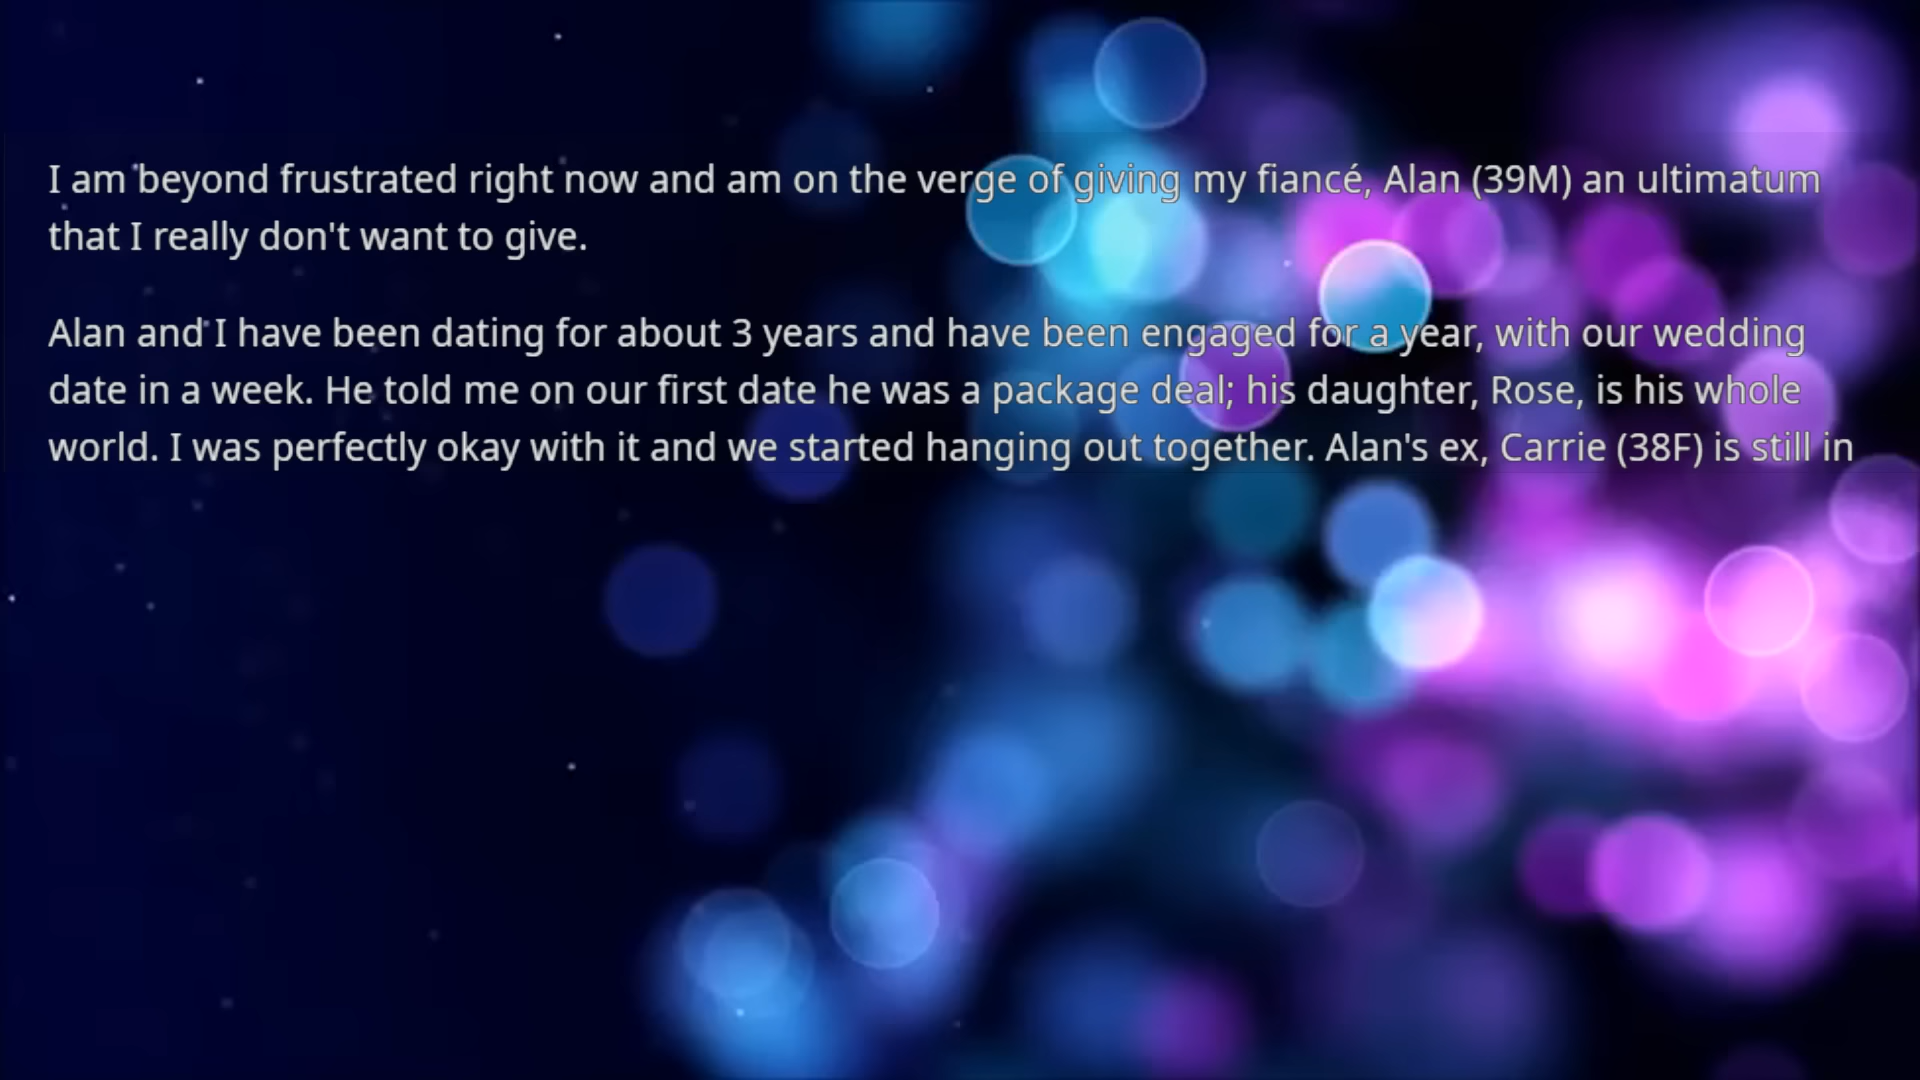 I am beyond frustrated right now and am on the verge of giving my fiancé, Alan (39M) an ultimatum
that I really don't want to give.
Alan and I have been dating for about 3 years and have been engaged for a year, with our wedding
date in a week. He told me on our first date he was a package deal; his daughter, Rose, is his whole
world. I was perfectly okay with it and we started hanging out together. Alan's ex, Carrie (38F) is still in